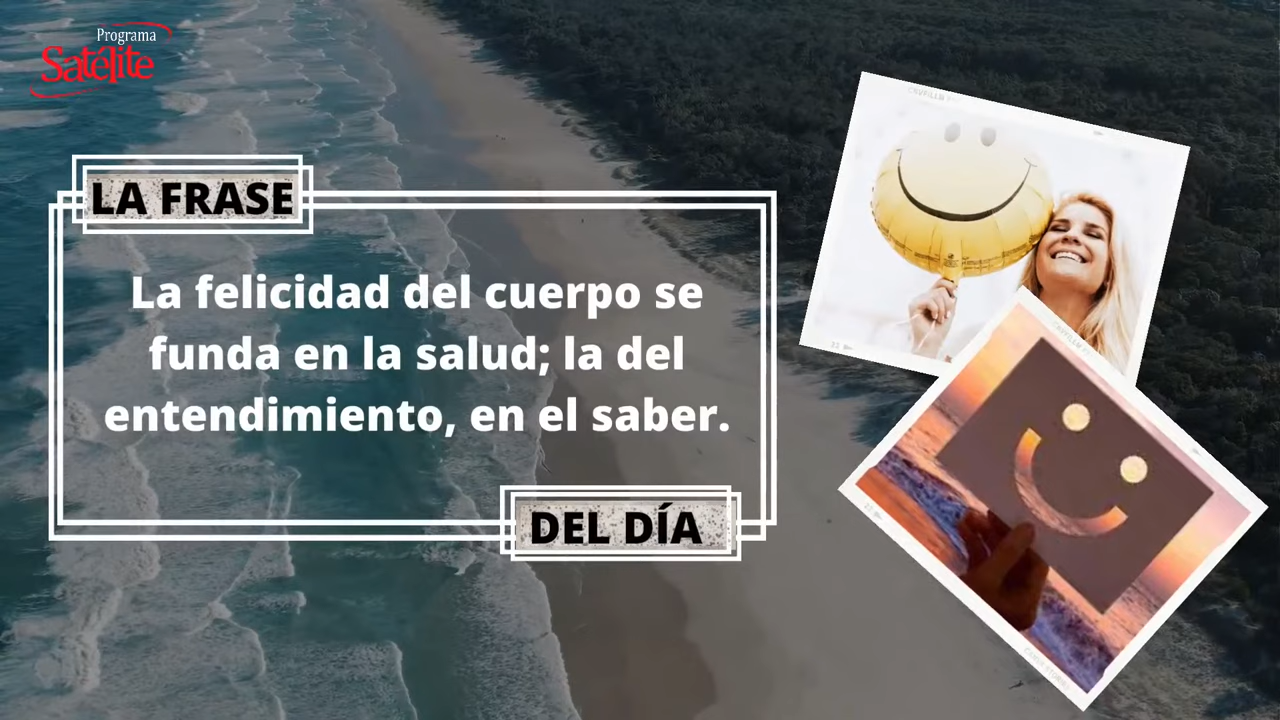 Programa
Satélite
LA FRASE
La felicidad del cuerpo se
funda en la salud; la del
entendimiento, en el saber.
DEL DÍA